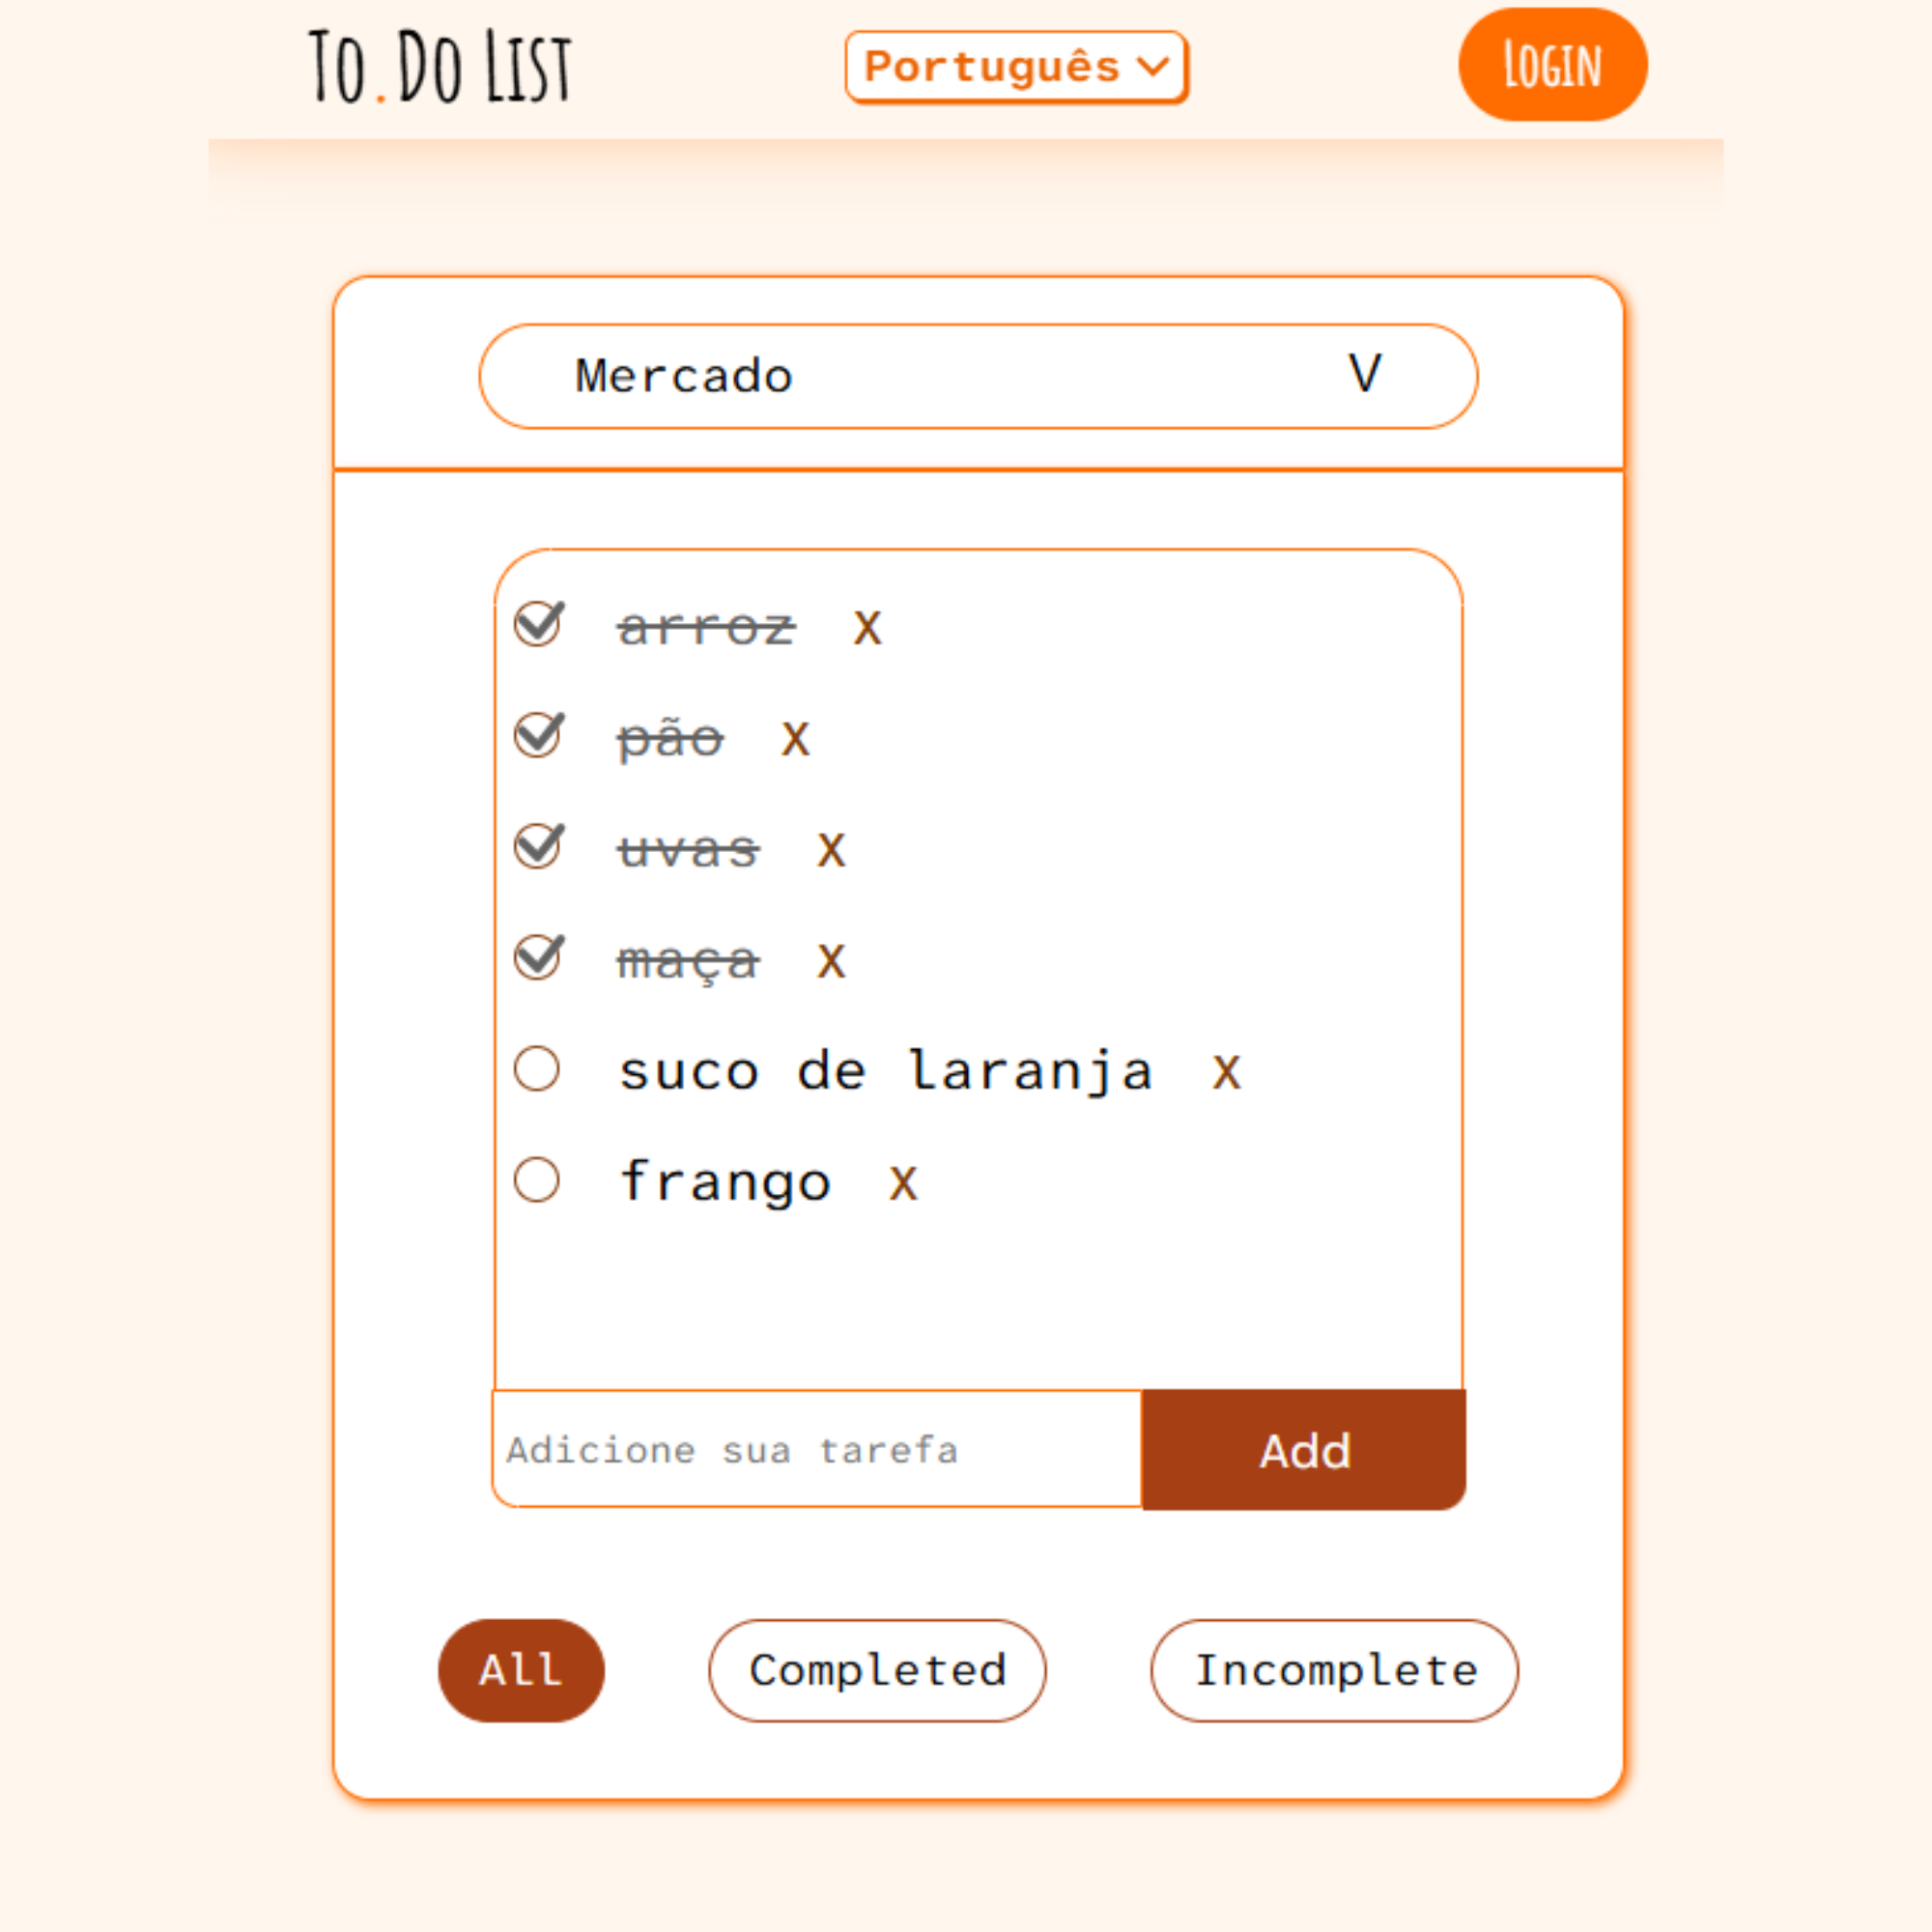 To.Do List
Português
Login
Mercado V
arroz X
pão X
uvas X
maça X
suco de laranja X
frango X
Adicione sua tarefa Add
All Completed Incomplete